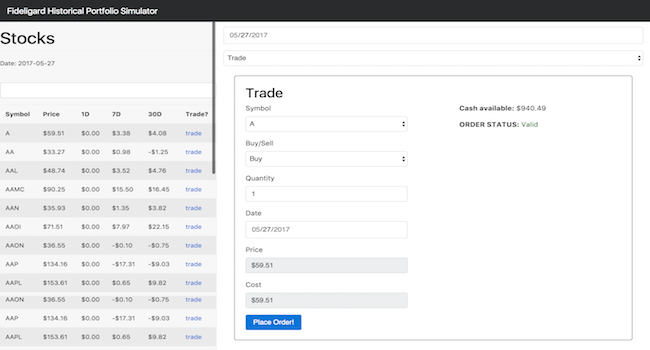 Fideligard Historical Portfolio Simulator
Stocks
Date: 2017-05-27
Symbol Price 1D 7D 30D Trade?
A $59.51 $0.00 $3.38 $4.08 trade
AA $33.27 $0.00 $0.98 -$1.25 trade
AAL $48.74 $0.00 $3.52 $4.76 trade
AAMC $90.25 $0.00 $15.50 $16.45 trade
AAN $35.93 $0.00 $1.35 $3.82 trade
AAOI $71.51 $0.00 $7.97 $22.15 trade
AAON $36.55 $0.00 -$0.10 -$0.75 trade
AAP $134.16 $0.00 -$17.31 -$9.03 trade
AAPL $153.61 $0.00 $0.65 $9.82 trade
AAON $36.55 $0.00 -$0.10 -$0.75 trade
AAP $134.16 $0.00 -$17.31 -$9.03 trade
AAPL $153.61 $0.00 $0.65 $9.82 trade
05/27/2017
Trade
Trade
Symbol
A
Buy/Sell
Buy
Quantity
1
Date
05/27/2017
Price
$59.51
Cost
$59.51
Place Order!
Cash available: $940.49
ORDER STATUS: Valid